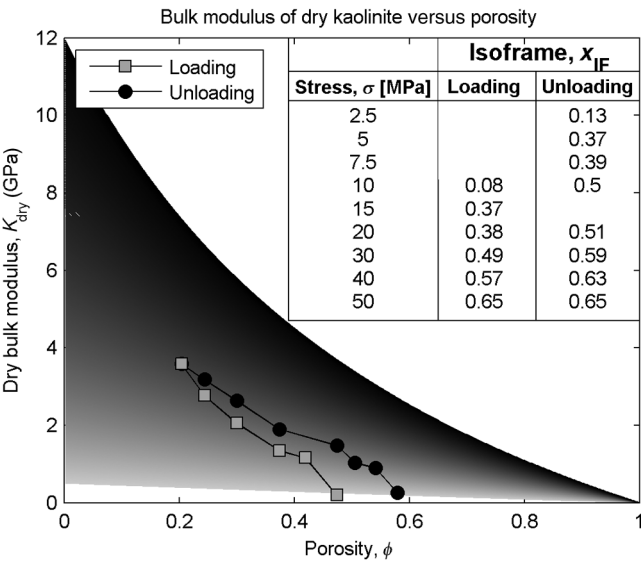 Bulk modulus of dry kaolinite versus porosity
12
10
8
6
4
2
0
Dry bulk modulus, K_dry (GPa)
Loading
Unloading
Isoframe, x_IF
Stress, σ [MPa] Loading Unloading
2.5 0.13
5 0.37
7.5 0.39
10 0.08 0.5
15 0.37
20 0.38 0.51
30 0.49 0.59
40 0.57 0.63
50 0.65 0.65
0 0.2 0.4 0.6 0.8 1
Porosity, ϕ